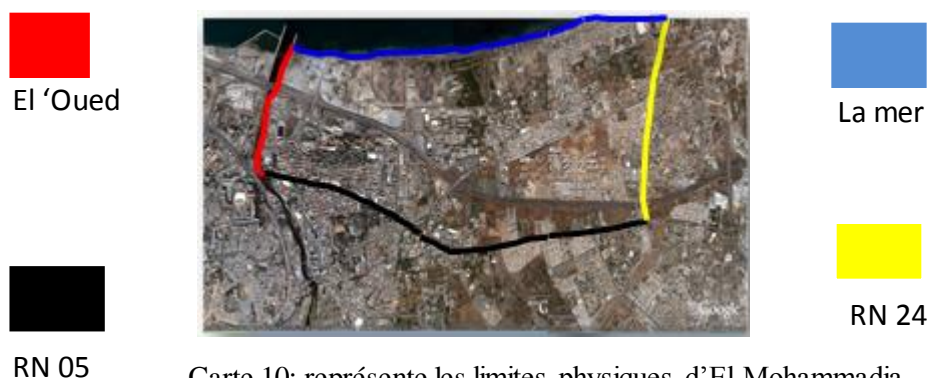 El ‘Oued
La mer
RN 24
RN 05
Carte 10: représente les limites physiques d’El Mohammadia